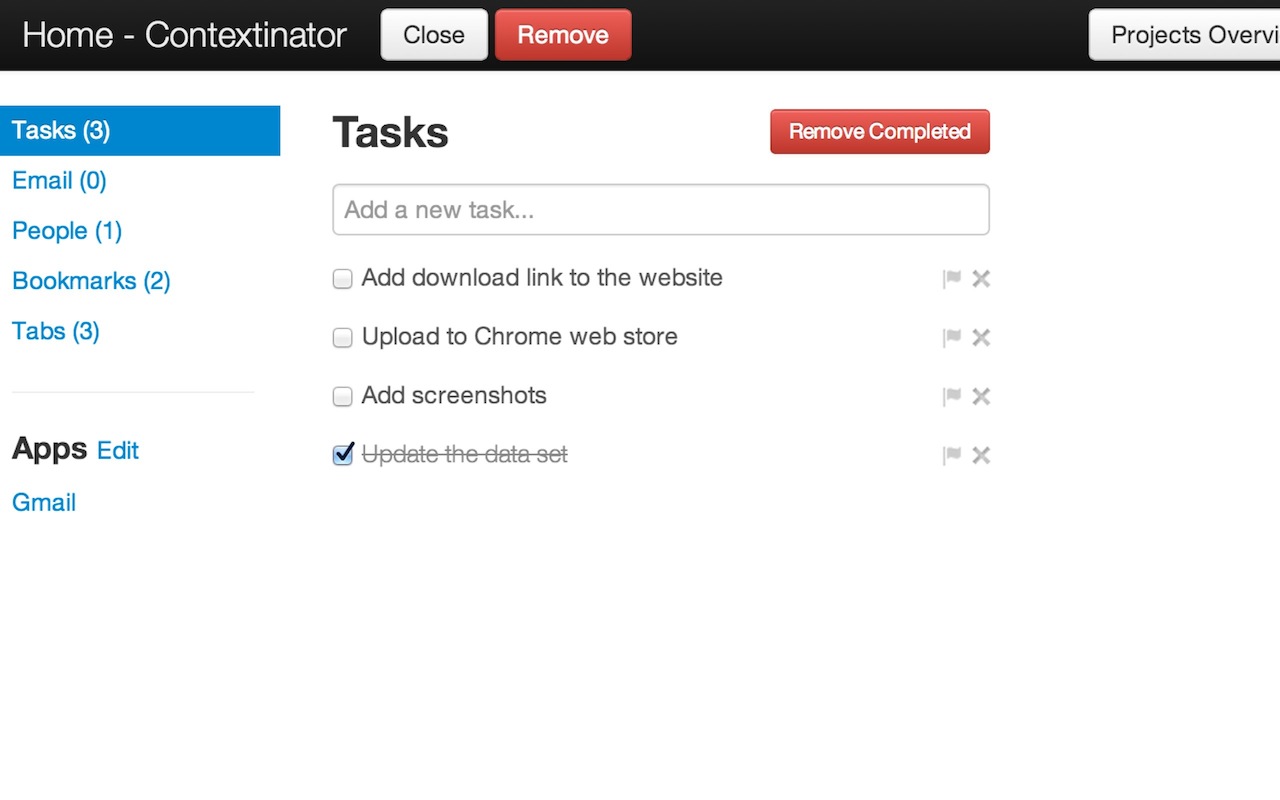 Home - Contextinator
Close
Remove
Projects Overvi
Tasks (3)
Email (0)
People (1)
Bookmarks (2)
Tabs (3)
Apps Edit
Gmail
Tasks
Remove Completed
Add a new task...
Add download link to the website
Upload to Chrome web store
Add screenshots
Update the data set